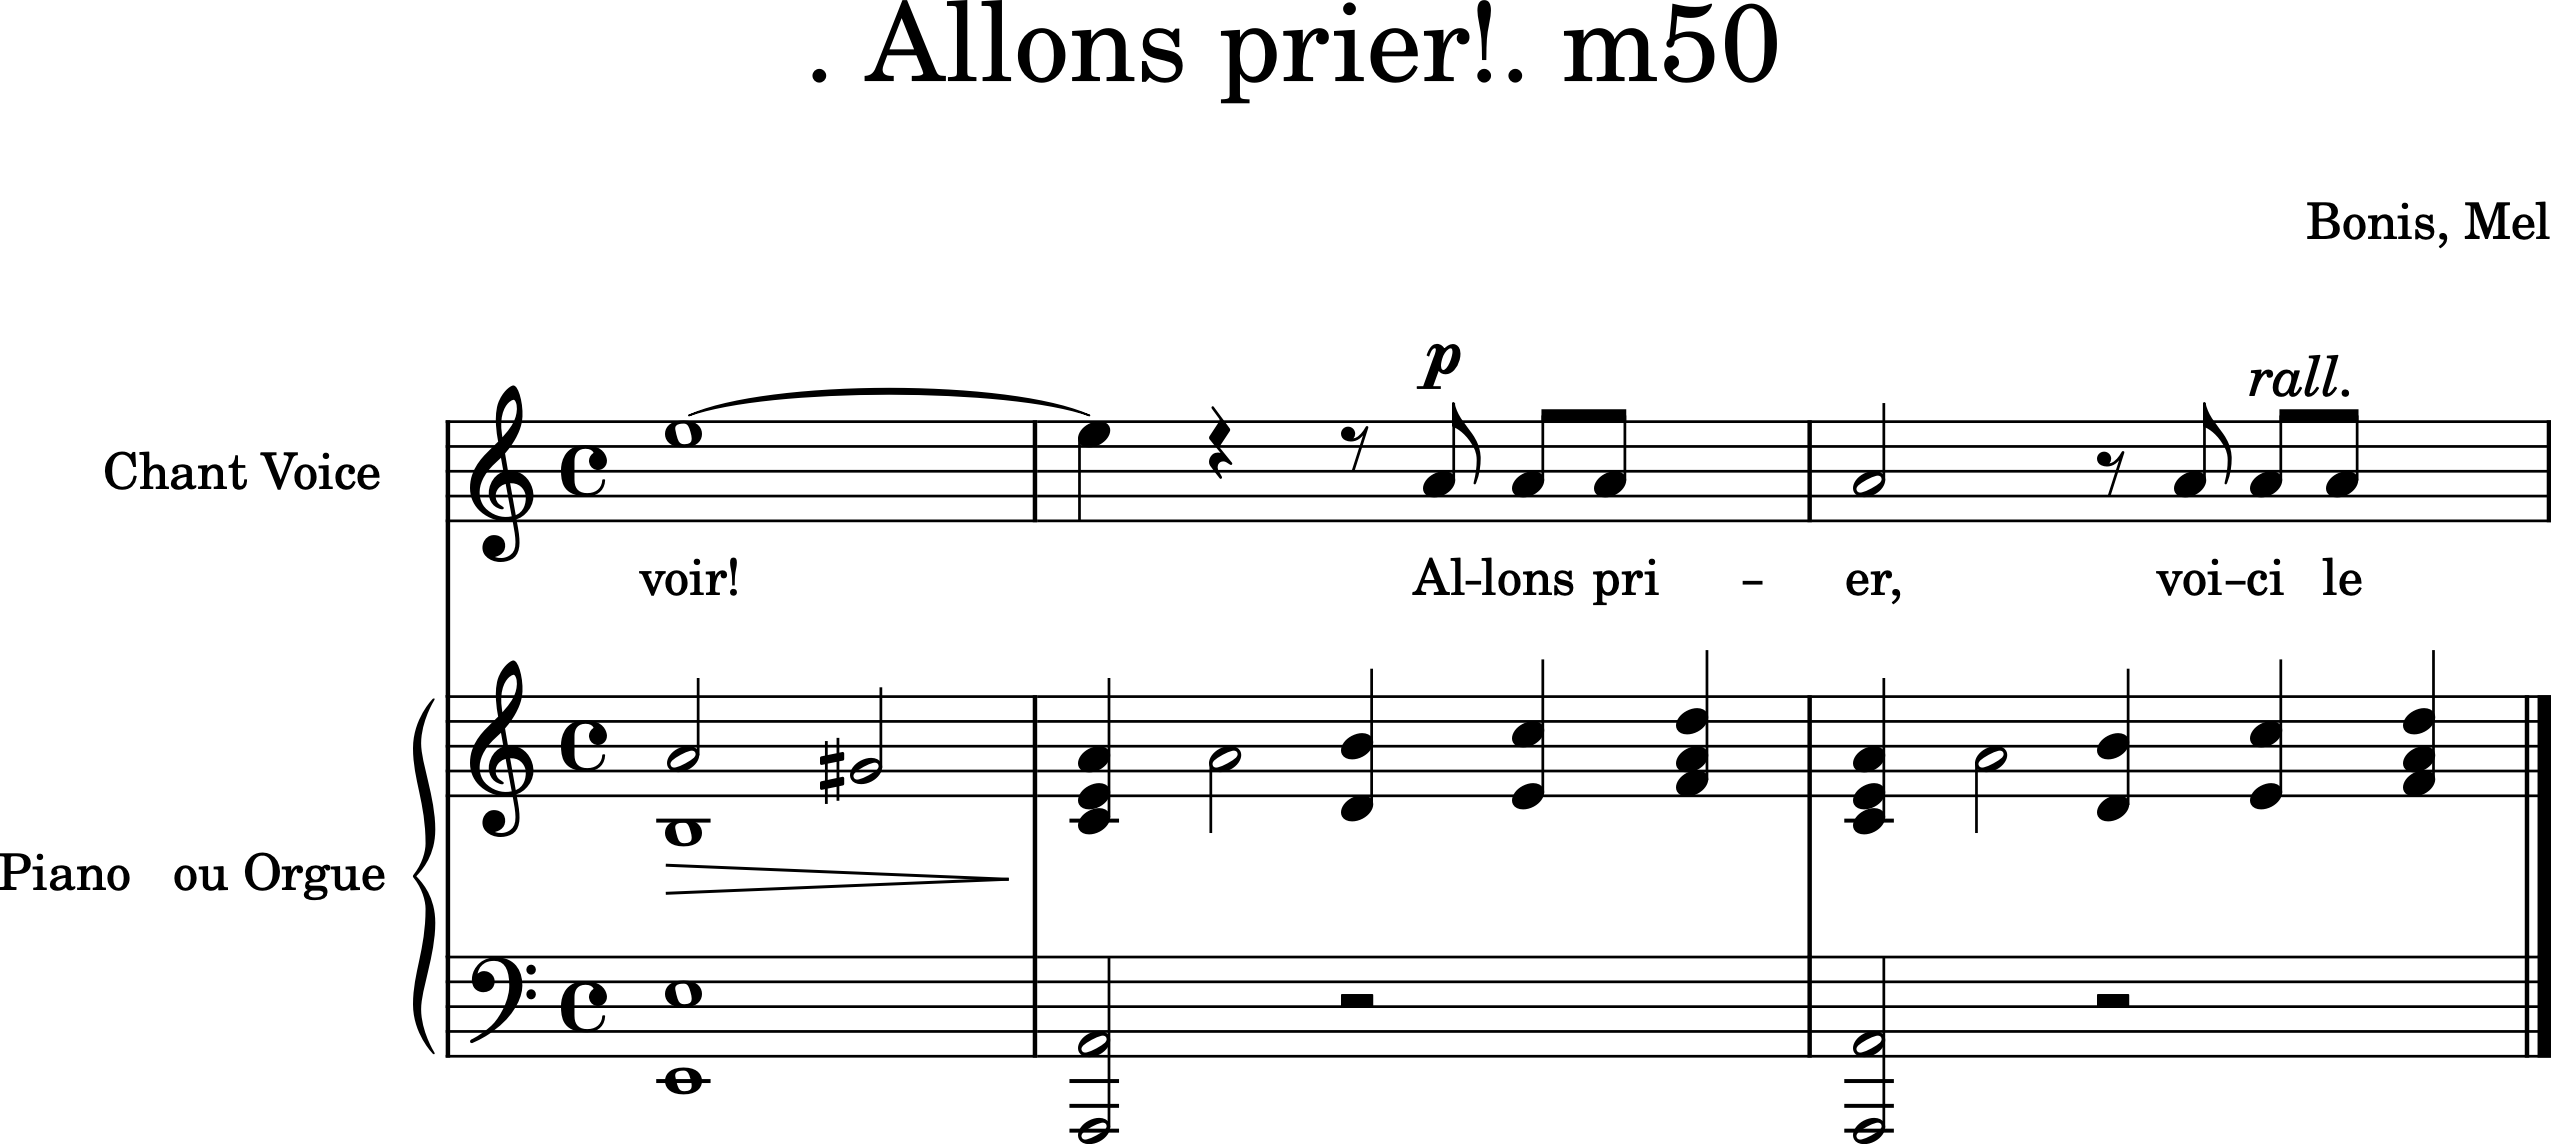 . Allons prier!. m50
Bonis, Mel
p
rall.
Chant Voice
voir! Al-lons pri - er, voi-ci le
Piano ou Orgue